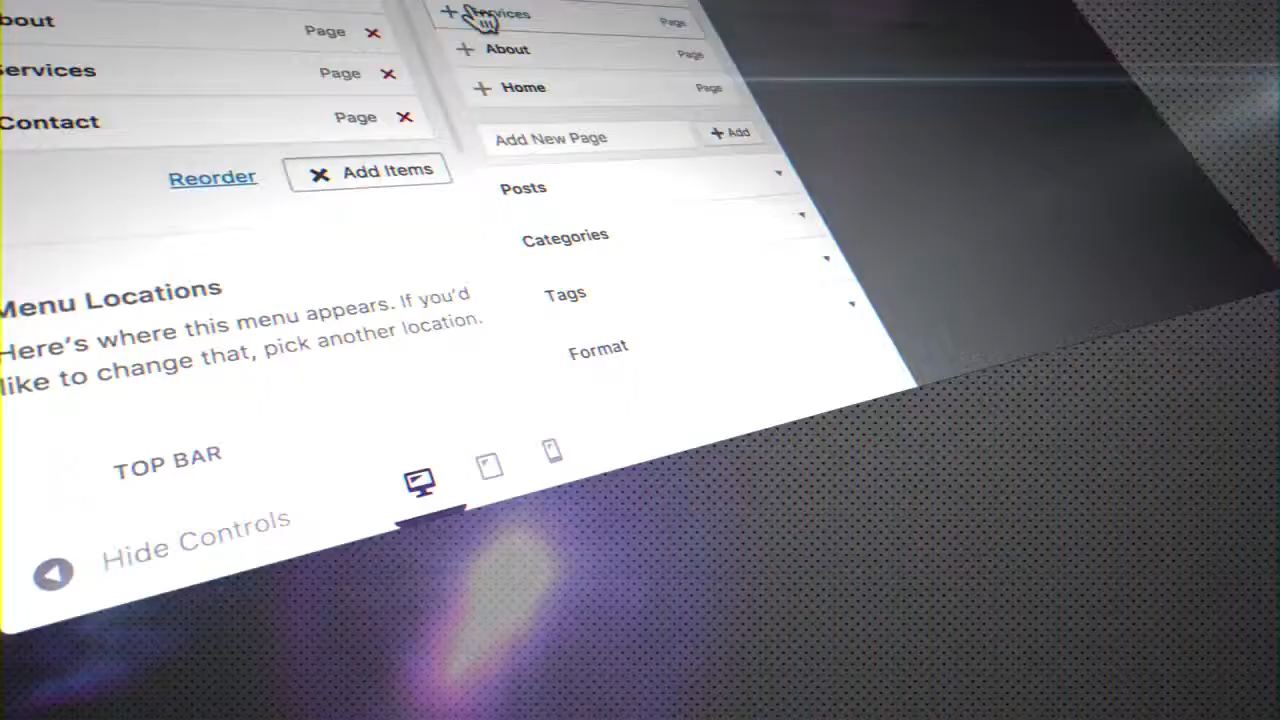 bout
Page
ervices
Page
Contact
Page
Reorder
Add Items
Menu Locations
Here's where this menu appears. If you'd
like to change that, pick another location.
TOP BAR
Hide Controls
Services
Page
About
Page
Home
Page
Add New Page
Add
Posts
Categories
Tags
Format